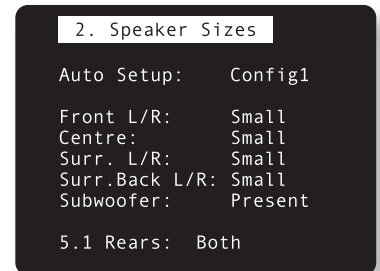 2. Speaker Sizes
Auto Setup: Config1
Front L/R: Small
Centre: Small
Surr. L/R: Small
Surr.Back L/R: Small
Subwoofer: Present
5.1 Rears: Both